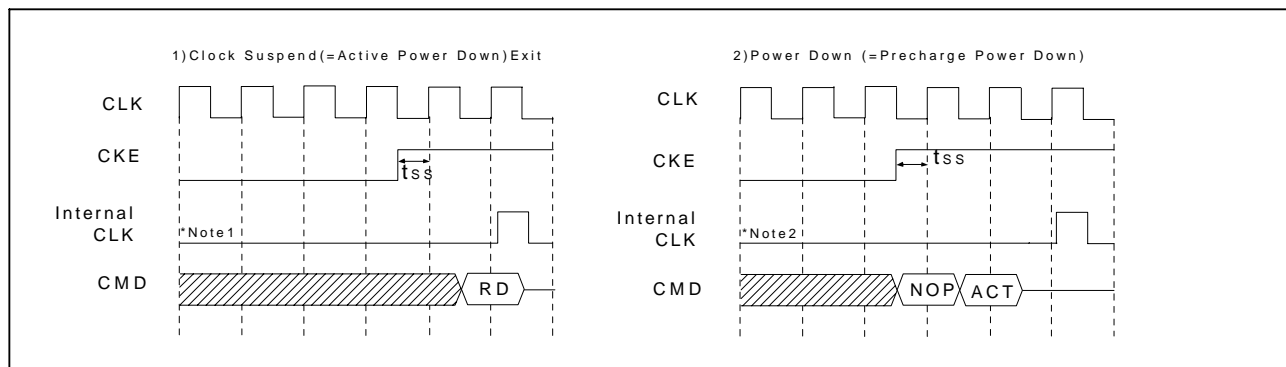 1)Clock Suspend(=Active Power Down)Exit
CLK
CKE
tss
Internal
CLK
*Note1
CMD
RD
2)Power Down (=Precharge Power Down)
CLK
CKE
tss
Internal
CLK
*Note2
CMD
NOP
ACT